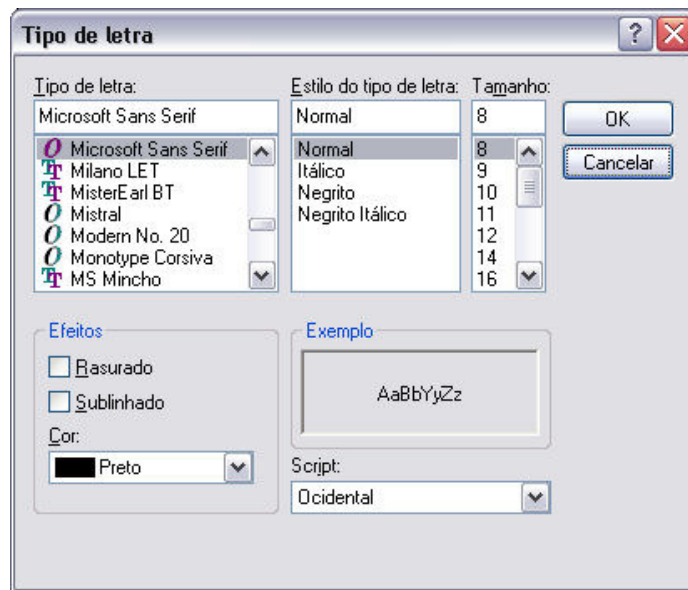 Tipo de letra
Tipo de letra:
Microsoft Sans Serif
Microsoft Sans Serif
Milano LET
MisterEarl BT
Mistral
Modern No. 20
Monotype Corsiva
MS Mincho
Estilo do tipo de letra:
Normal
Normal
Itálico
Negrito
Negrito Itálico
Tamanho:
8
8
9
10
11
12
14
16
OK
Cancelar
Efeitos
Rasurado
Sublinhado
Cor:
Preto
Exemplo
AaBbYyZz
Script:
Ocidental